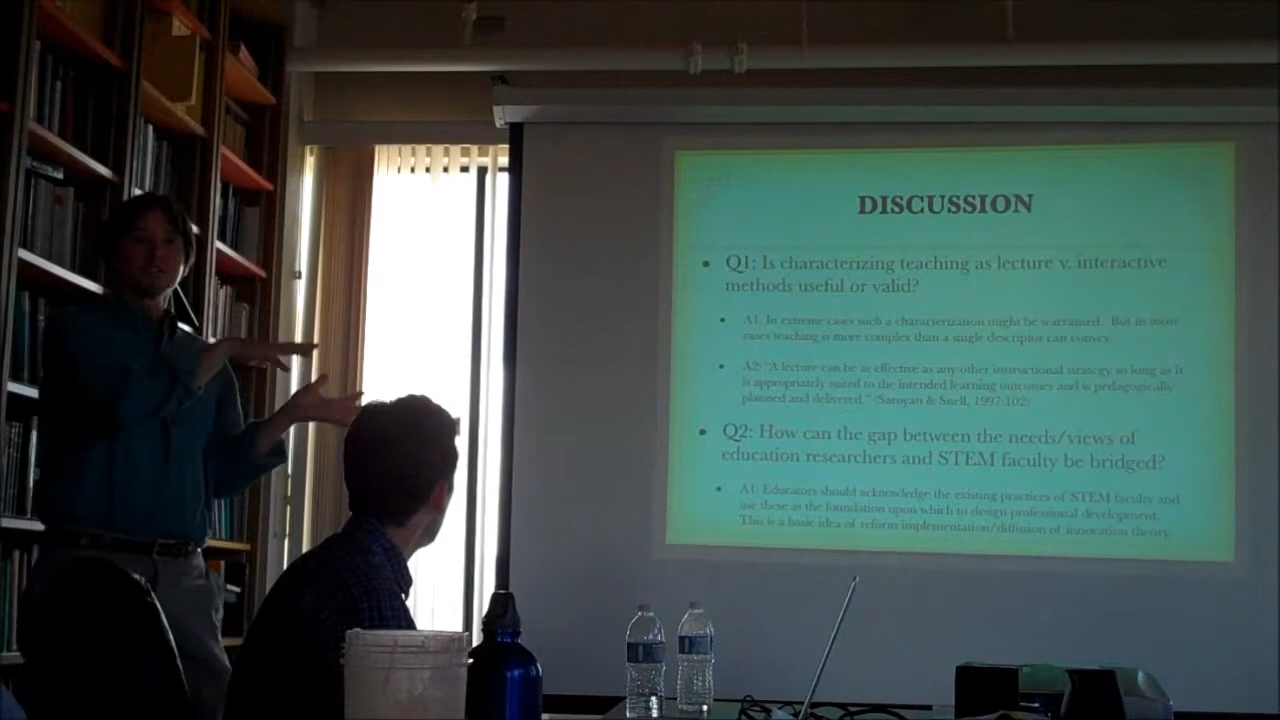 DISCUSSION
• Q1: Is characterizing teaching as lecture v. interactive
methods useful or valid?
• A1: In extreme cases such a characterization might be warranted. But in most
cases teaching is more complex than a single descriptor can convey.
• A2: "A lecture can be as effective as any other instructional strategy so long as it
is appropriately suited to the intended learning outcomes and is pedagogically
planned and delivered." (Saroyan & Snell, 1997:102)
• Q2: How can the gap between the needs/views of
education researchers and STEM faculty be bridged?
• A1: Educators should acknowledge the existing practices of STEM faculty and
use these as the foundation upon which to design professional development.
This is a basic idea of reform implementation/diffusion of innovation theory.